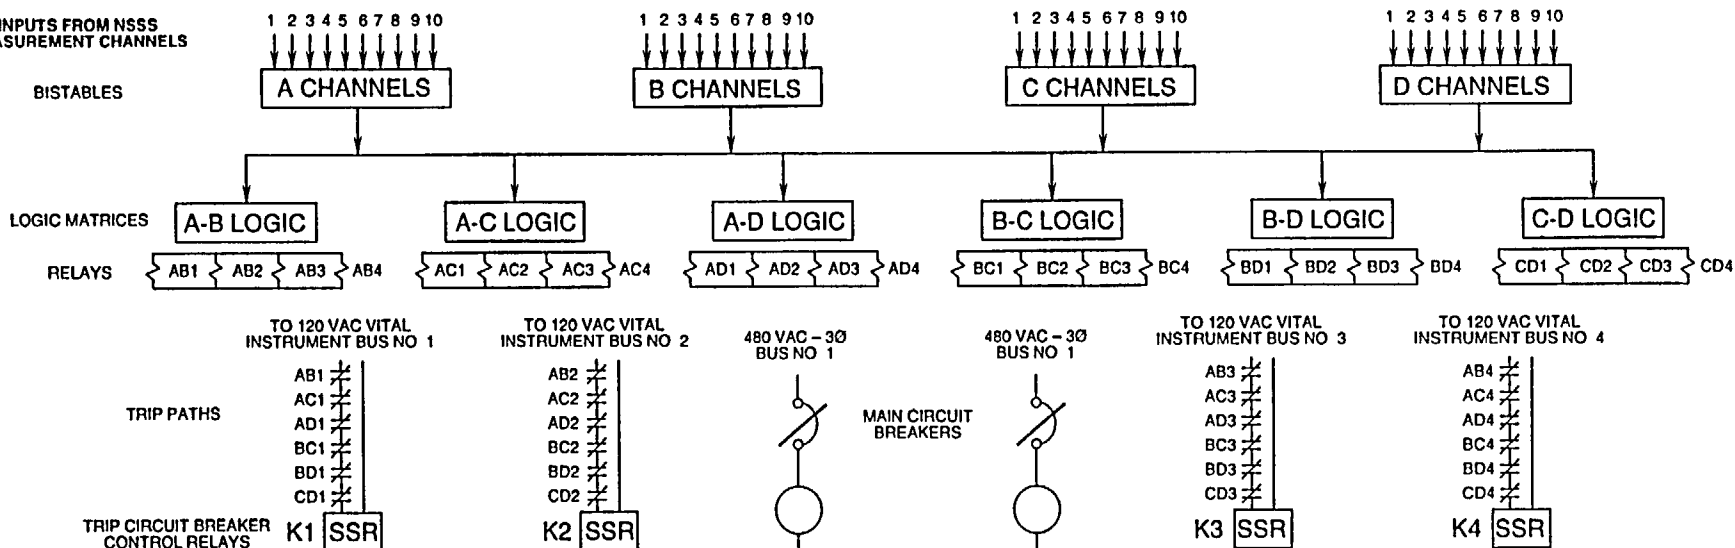 INPUTS FROM NSSS
ASUREMENT CHANNELS
1 2 3 4 5 6 7 8 9 10
1 2 3 4 5 6 7 8 9 10
1 2 3 4 5 6 7 8 9 10
1 2 3 4 5 6 7 8 9 10
BISTABLES
A CHANNELS
B CHANNELS
C CHANNELS
D CHANNELS
LOGIC MATRICES
A-B LOGIC
A-C LOGIC
A-D LOGIC
B-C LOGIC
B-D LOGIC
C-D LOGIC
RELAYS
AB1 AB2 AB3 AB4
AC1 AC2 AC3 AC4
AD1 AD2 AD3 AD4
BC1 BC2 BC3 BC4
BD1 BD2 BD3 BD4
CD1 CD2 CD3 CD4
TRIP PATHS
TO 120 VAC VITAL
INSTRUMENT BUS NO 1
AB1
AC1
AD1
BC1
BD1
CD1
TO 120 VAC VITAL
INSTRUMENT BUS NO 2
AB2
AC2
AD2
BC2
BD2
CD2
480 VAC – 3Ø
BUS NO 1
MAIN CIRCUIT
BREAKERS
480 VAC – 3Ø
BUS NO 1
TO 120 VAC VITAL
INSTRUMENT BUS NO 3
AB3
AC3
AD3
BC3
BD3
CD3
TO 120 VAC VITAL
INSTRUMENT BUS NO 4
AB4
AC4
AD4
BC4
BD4
CD4
TRIP CIRCUIT BREAKER
CONTROL RELAYS
K1 SSR
K2 SSR
K3 SSR
K4 SSR